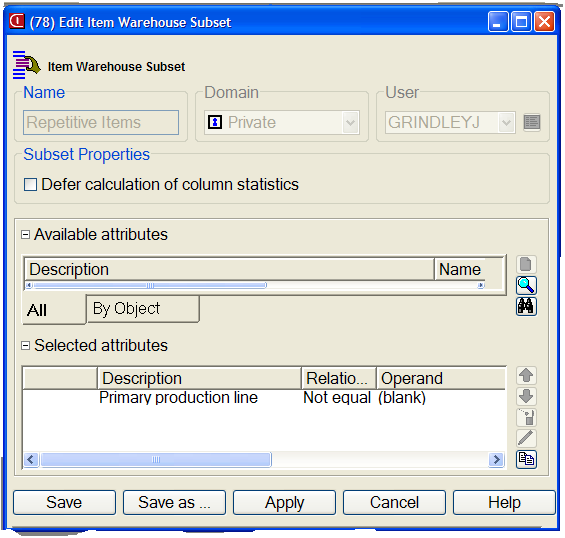 (78) Edit Item Warehouse Subset
Item Warehouse Subset
Name
Domain
User
Repetitive Items
Private
GRINDLEYJ
Subset Properties
Defer calculation of column statistics
Available attributes
Description Name
All By Object
Selected attributes
Description Relatio... Operand
Primary production line Not equal (blank)
Save Save as ... Apply Cancel Help